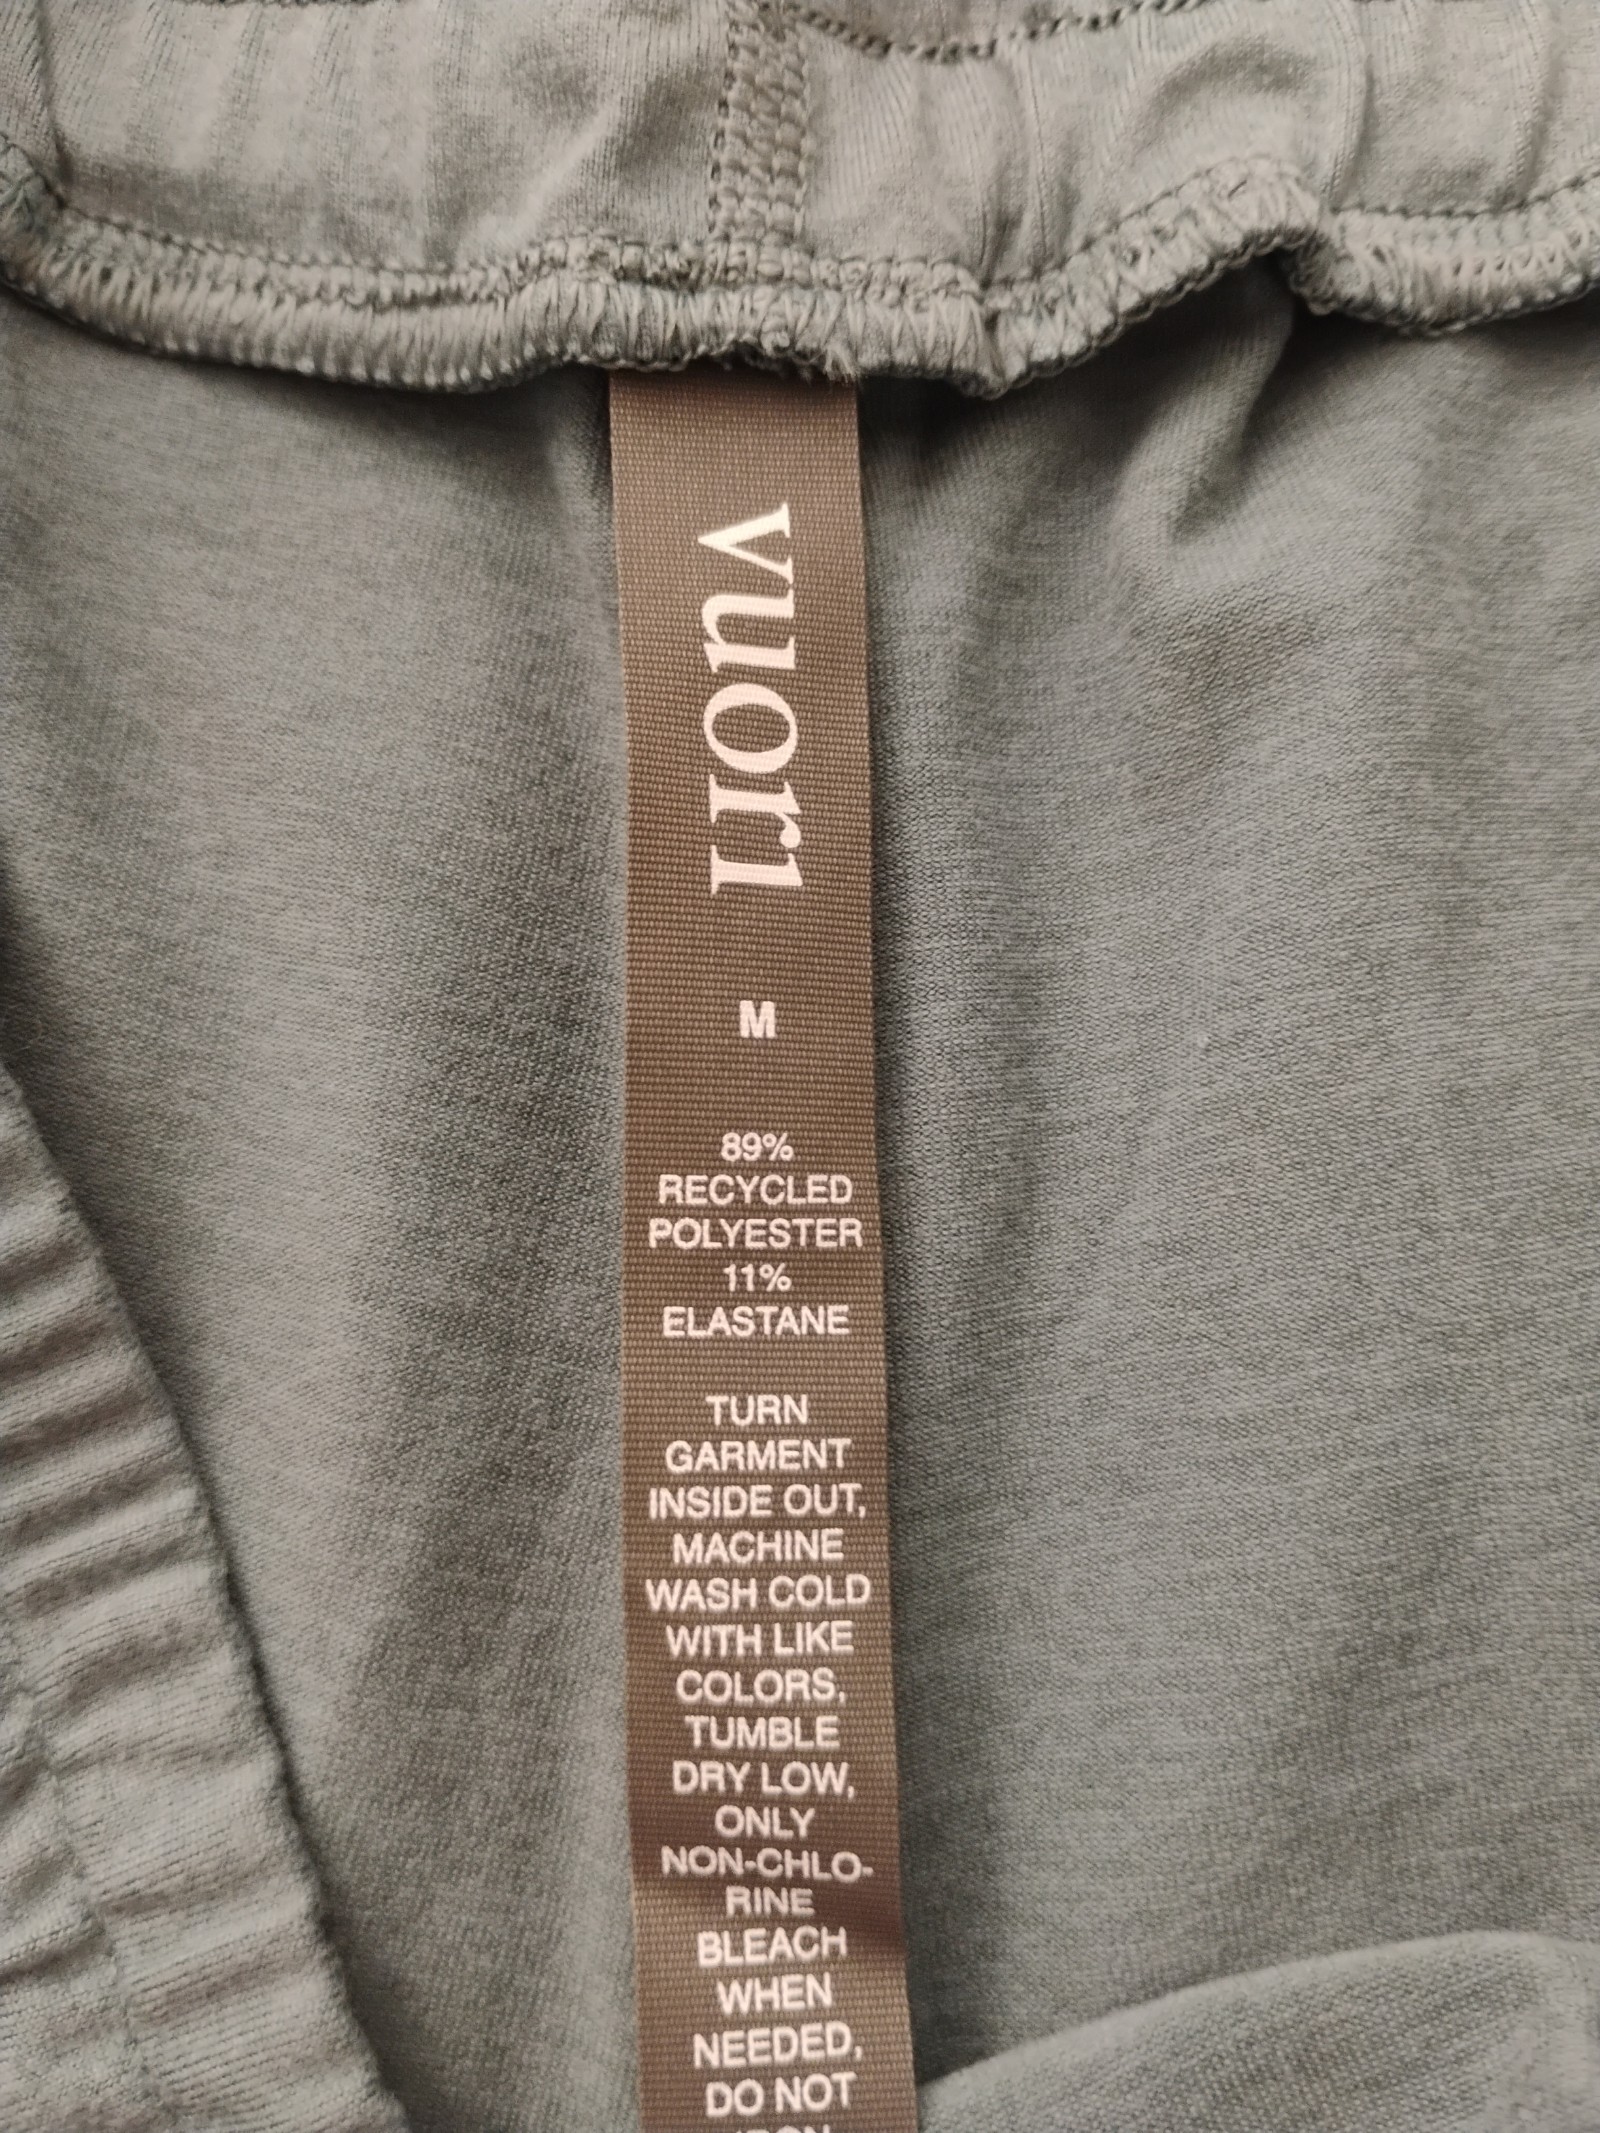 vuori
M
89%
RECYCLED
POLYESTER
11%
ELASTANE
TURN
GARMENT
INSIDE OUT,
MACHINE
WASH COLD
WITH LIKE
COLORS,
TUMBLE
DRY LOW,
ONLY
NON-CHLO-
RINE
BLEACH
WHEN
NEEDED,
DO NOT
IRON